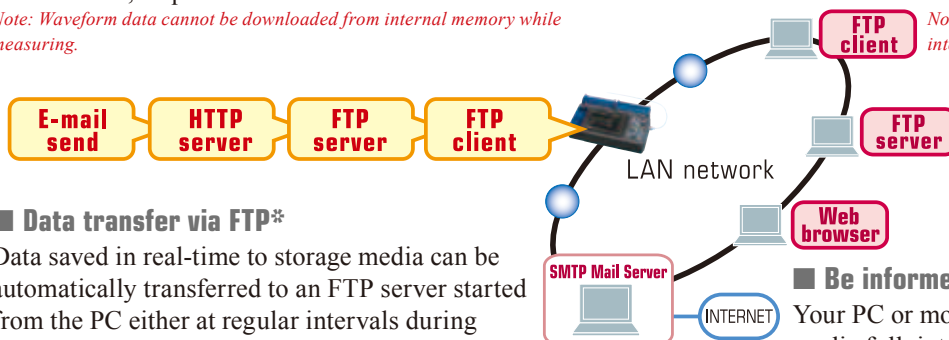 Note: Waveform data cannot be downloaded from internal memory while
measuring.
E-mail
send
HTTP
server
FTP
server
FTP
client
FTP
client
FTP
server
LAN network
Web
browser
SMTP Mail Server
INTERNET
■ Data transfer via FTP*
Data saved in real-time to storage media can be
automatically transferred to an FTP server started
from the PC either at regular intervals during
■ Be informe
Your PC or mo